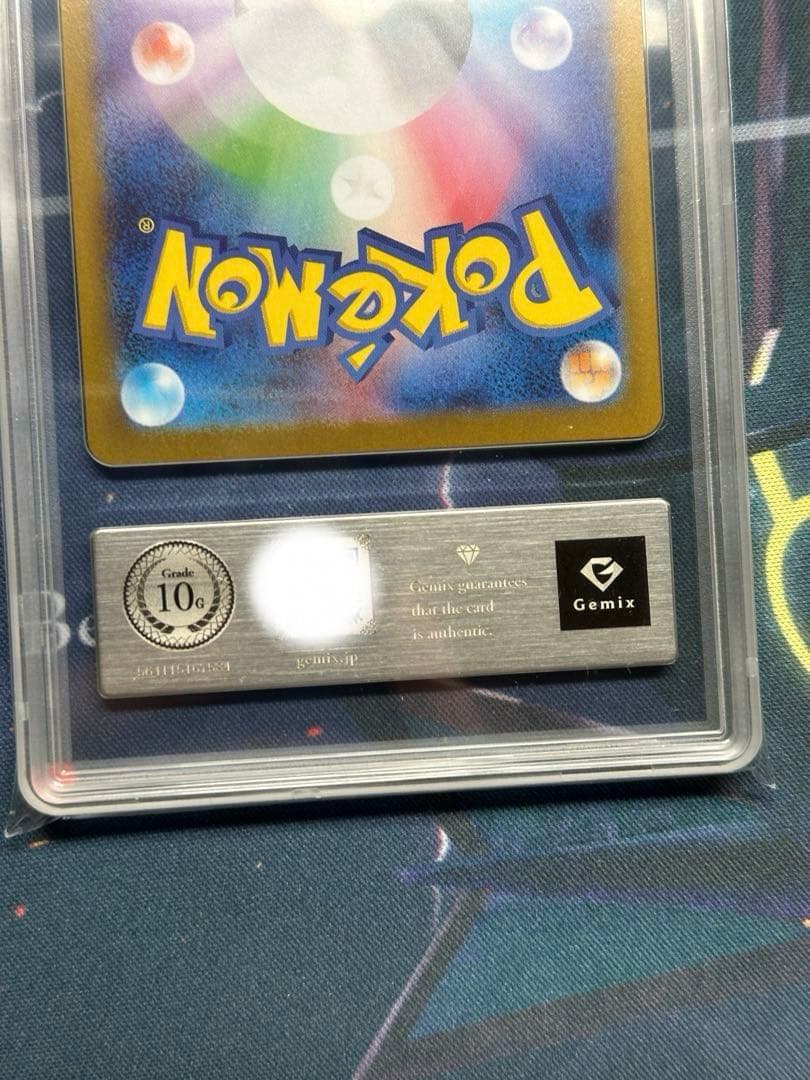 Pokémon
®
Grade
10G
gemix.jp
Gemix guarantees
that the card
is authentic.
Gemix